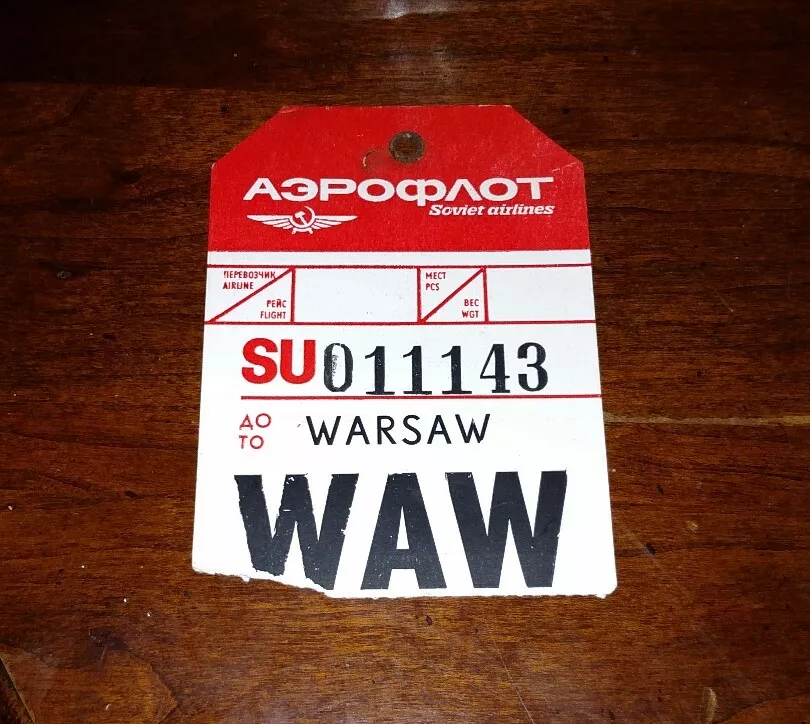 АЭРОФЛОТ
Soviet airlines
ПЕРЕВОЗЧИК
AIRLINE
РЕЙС
FLIGHT
МЕСТ
PCS
ВЕС
WGT
SU011143
ДО
TO WARSAW
WAW